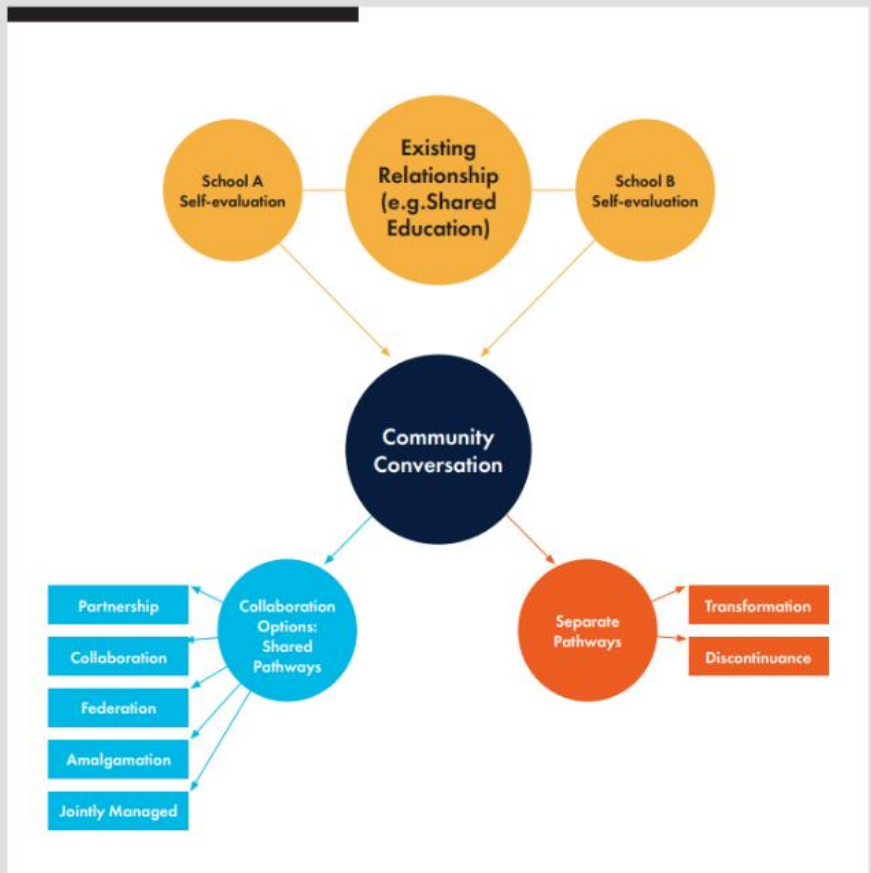 Existing
Relationship
(e.g.Shared
Education)
School A
Self-evaluation
School B
Self-evaluation
Community
Conversation
Collaboration
Options:
Shared
Pathways
Partnership
Collaboration
Federation
Amalgamation
Jointly Managed
Separate
Pathways
Transformation
Discontinuance